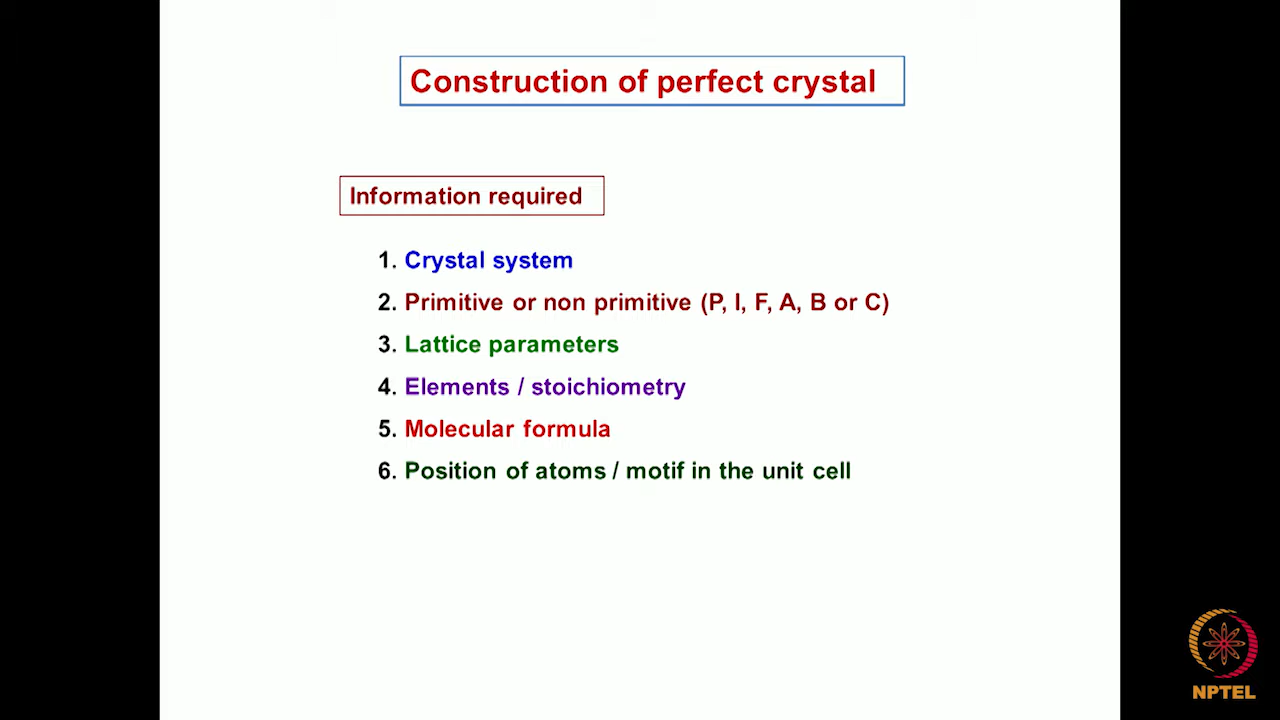 Construction of perfect crystal
Information required
1. Crystal system
2. Primitive or non primitive (P, I, F, A, B or C)
3. Lattice parameters
4. Elements / stoichiometry
5. Molecular formula
6. Position of atoms / motif in the unit cell
NPTEL